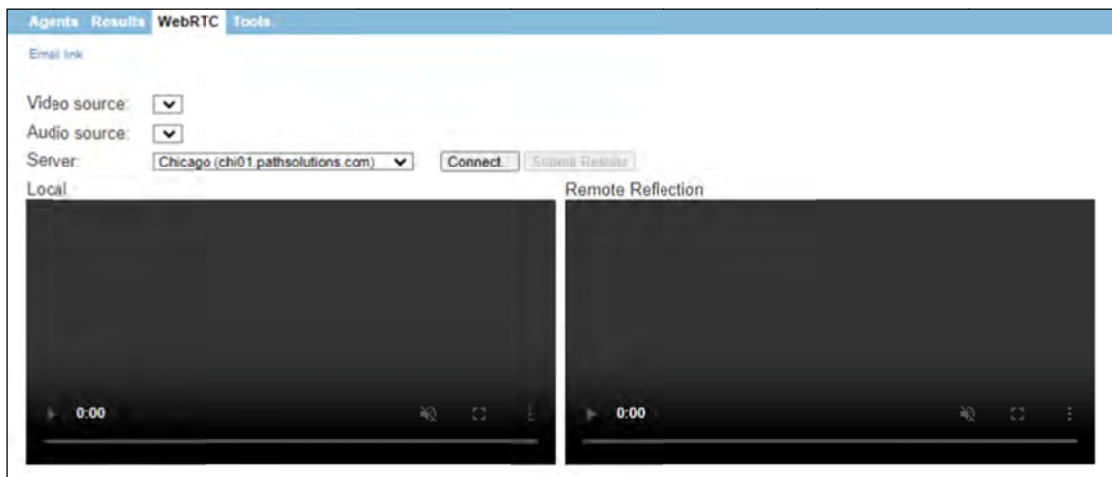 Agents Results WebRTC Tools
Email link
Video source:
Audio source:
Server: Chicago (chi01.pathsolutions.com) Connect... Submit Results
Local Remote Reflection
0:00 0:00